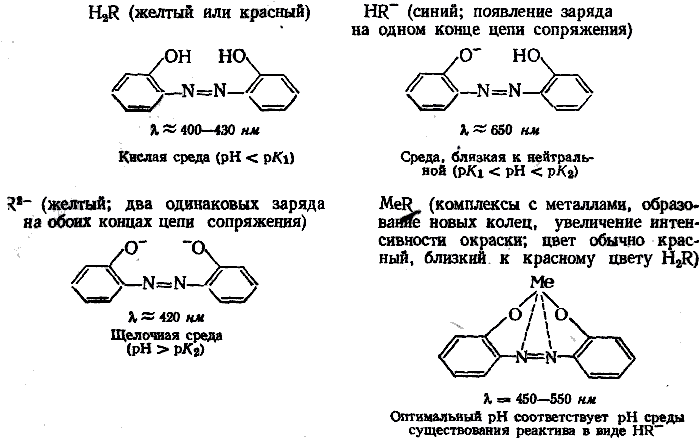 H₂R (желтый или красный)
OH HO
N=N
λ ≈ 400—430 нм
Кислая среда (pH < pK₁)
HR⁻ (синий; появление заряда
на одном конце цепи сопряжения)
O⁻ HO
N=N
λ ≈ 650 нм
Среда, близкая к нейтраль-
ной (pK₁ < pH < pK₂)
R²⁻ (желтый; два одинаковых заряда
на обоих концах цепи сопряжения)
O⁻ ⁻O
N=N
λ ≈ 420 нм
Щелочная среда
(pH > pK₂)
MeR (комплексы с металлами, образо-
вание новых колец, увеличение интен-
сивности окраски; цвет обычно крас-
ный, близкий к красному цвету H₂R)
Me
O O
N=N
λ = 450—550 нм
Оптимальный pH соответствует pH среды
существования реактива в виде HR⁻